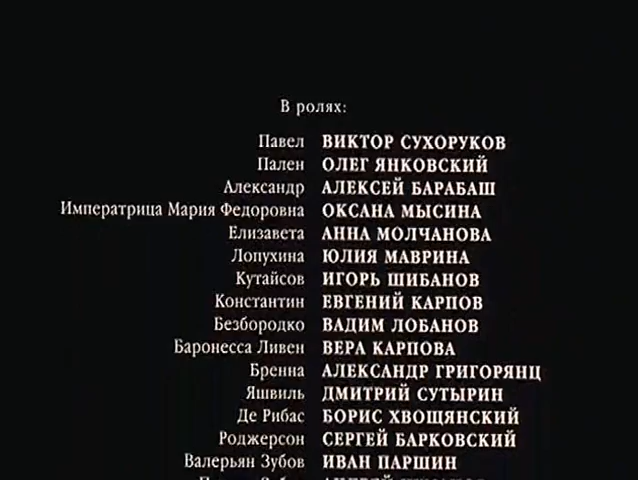 В ролях:
Павел ВИКТОР СУХОРУКОВ
Пален ОЛЕГ ЯНКОВСКИЙ
Александр АЛЕКСЕЙ БАРАБАШ
Императрица Мария Федоровна ОКСАНА МЫСИНА
Елизавета АННА МОЛЧАНОВА
Лопухина ЮЛИЯ МАВРИНА
Кутайсов ИГОРЬ ШИБАНОВ
Константин ЕВГЕНИЙ КАРПОВ
Безбородко ВАДИМ ЛОБАНОВ
Баронесса Ливен ВЕРА КАРПОВА
Бренна АЛЕКСАНДР ГРИГОРЯНЦ
Яшвиль ДМИТРИЙ СУТЫРИН
Де Рибас БОРИС ХВОЩЯНСКИЙ
Роджерсон СЕРГЕЙ БАРКОВСКИЙ
Валерьян Зубов ИВАН ПАРШИН